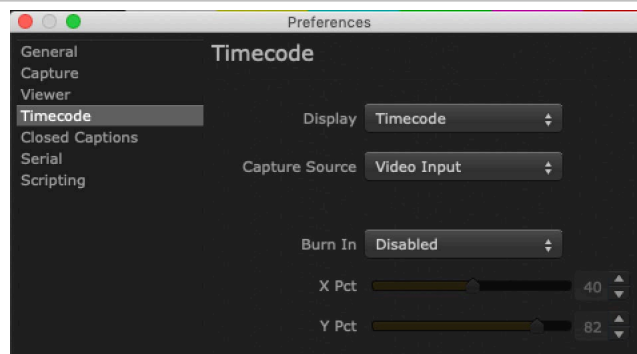 Preferences
General
Capture
Viewer
Timecode
Closed Captions
Serial
Scripting
Timecode
Display Timecode
Capture Source Video Input
Burn In Disabled
X Pct 40
Y Pct 82